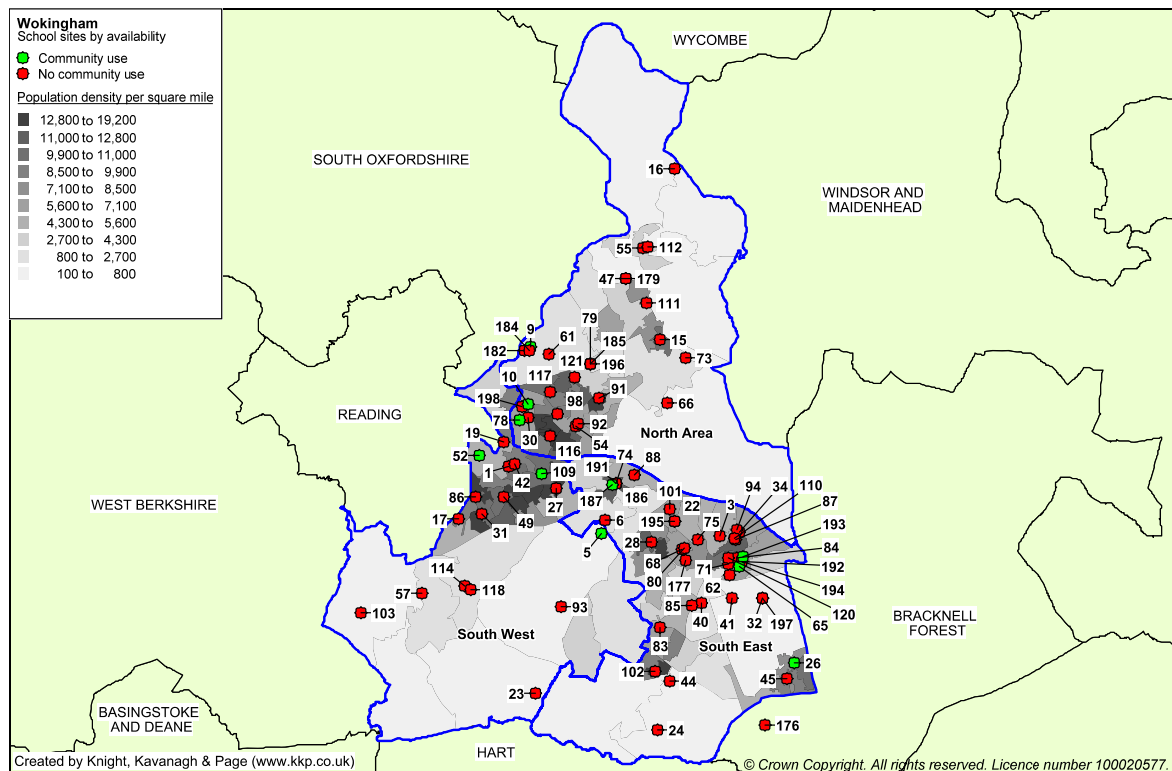 Wokingham
School sites by availability
Community use
No community use
Population density per square mile
12,800 to 19,200
11,000 to 12,800
9,900 to 11,000
8,500 to 9,900
7,100 to 8,500
5,600 to 7,100
4,300 to 5,600
2,700 to 4,300
800 to 2,700
100 to 800
WYCOMBE
SOUTH OXFORDSHIRE
16
WINDSOR AND
MAIDENHEAD
55
112
47
179
111
79
184
9
61
185
15
182
121
196
73
10
117
91
198
98
66
READING
78
92
30
54
North Area
19
116
74
88
52
191
1
42
109
94
34
110
101
22
3
87
86
27
187
186
WEST BERKSHIRE
17
49
6
195
75
193
31
28
84
5
68
71
192
80
177
62
194
114
118
120
57
93
85
40
41
32
197
65
103
BRACKNELL
FOREST
South West
83
South East
26
102
44
45
23
BASINGSTOKE
AND DEANE
24
176
HART
Created by Knight, Kavanagh & Page (www.kkp.co.uk)
© Crown Copyright. All rights reserved. Licence number 100020577.